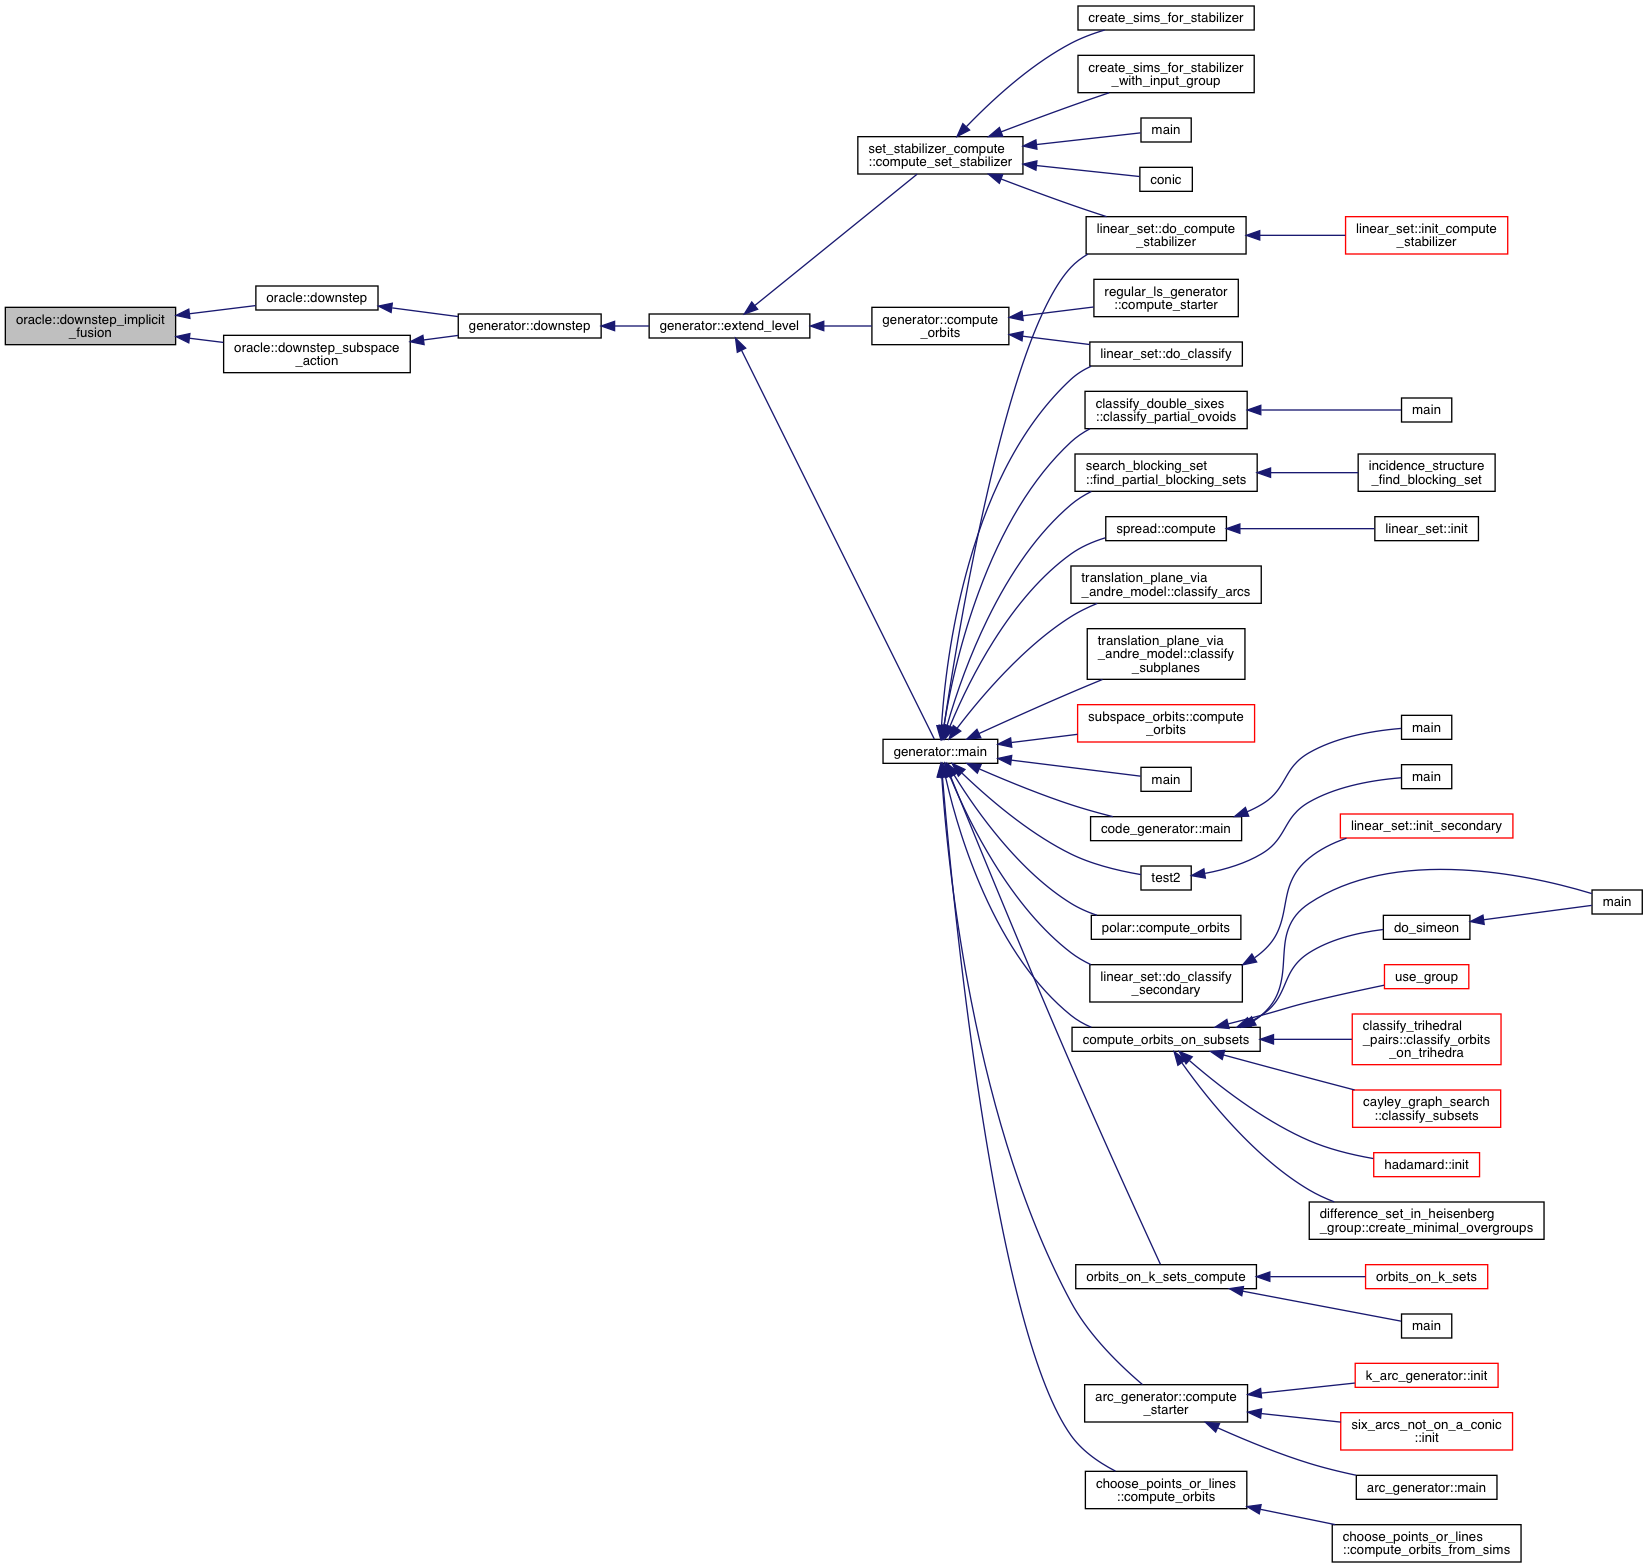 create_sims_for_stabilizer
create_sims_for_stabilizer
_with_input_group
main
set_stabilizer_compute
::compute_set_stabilizer
conic
linear_set::do_compute
_stabilizer
linear_set::init_compute
_stabilizer
oracle::downstep_implicit
_fusion
oracle::downstep
oracle::downstep_subspace
_action
generator::downstep
generator::extend_level
generator::compute
_orbits
regular_ls_generator
::compute_starter
linear_set::do_classify
classify_double_sixes
::classify_partial_ovoids
main
search_blocking_set
::find_partial_blocking_sets
incidence_structure
_find_blocking_set
spread::compute
linear_set::init
translation_plane_via
_andre_model::classify_arcs
translation_plane_via
_andre_model::classify
_subplanes
subspace_orbits::compute
_orbits
generator::main
main
main
code_generator::main
main
test2
linear_set::init_secondary
polar::compute_orbits
main
do_simeon
linear_set::do_classify
_secondary
use_group
compute_orbits_on_subsets
classify_trihedral
_pairs::classify_orbits
_on_trihedra
cayley_graph_search
::classify_subsets
hadamard::init
difference_set_in_heisenberg
_group::create_minimal_overgroups
orbits_on_k_sets_compute
orbits_on_k_sets
main
arc_generator::compute
_starter
k_arc_generator::init
six_arcs_not_on_a_conic
::init
arc_generator::main
choose_points_or_lines
::compute_orbits
choose_points_or_lines
::compute_orbits_from_sims